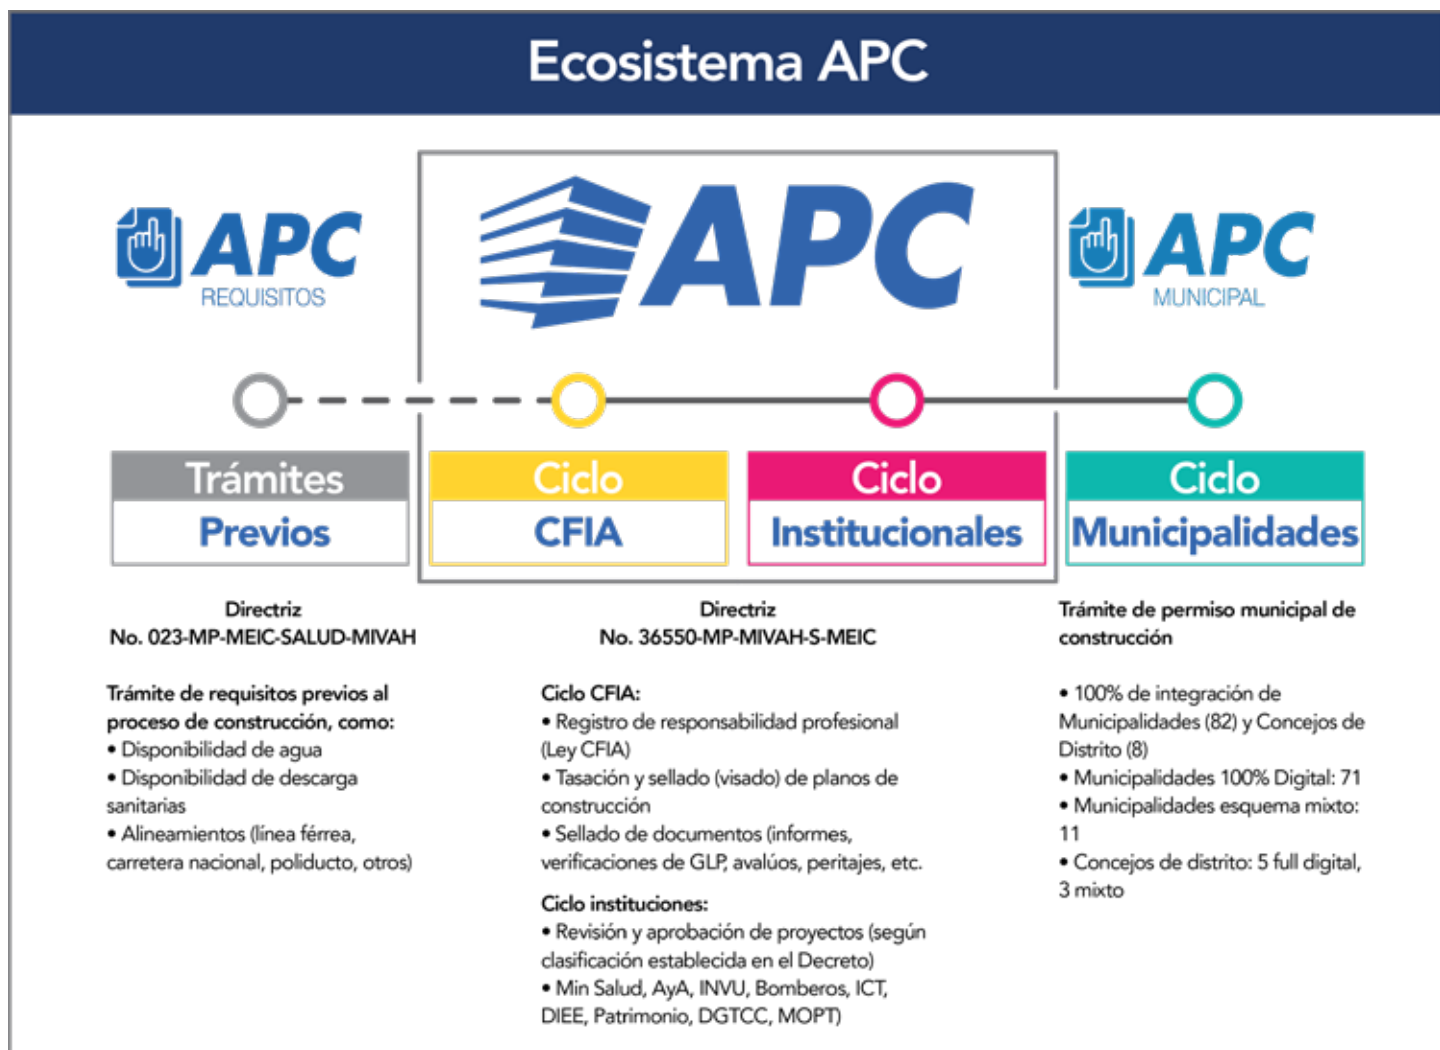 Ecosistema APC
APC
REQUISITOS
APC
APC
MUNICIPAL
Trámites
Previos
Ciclo
CFIA
Ciclo
Institucionales
Ciclo
Municipalidades
Directriz
No. 023-MP-MEIC-SALUD-MIVAH
Trámite de requisitos previos al
proceso de construcción, como:
• Disponibilidad de agua
• Disponibilidad de descarga
sanitarias
• Alineamientos (línea férrea,
carretera nacional, poliducto, otros)
Directriz
No. 36550-MP-MIVAH-S-MEIC
Ciclo CFIA:
• Registro de responsabilidad profesional
(Ley CFIA)
• Tasación y sellado (visado) de planos de
construcción
• Sellado de documentos (informes,
verificaciones de GLP, avalúos, peritajes, etc.
Ciclo instituciones:
• Revisión y aprobación de proyectos (según
clasificación establecida en el Decreto)
• Min Salud, AyA, INVU, Bomberos, ICT,
DIEE, Patrimonio, DGTCC, MOPT)
Trámite de permiso municipal de
construcción
• 100% de integración de
Municipalidades (82) y Concejos de
Distrito (8)
• Municipalidades 100% Digital: 71
• Municipalidades esquema mixto:
11
• Concejos de distrito: 5 full digital,
3 mixto